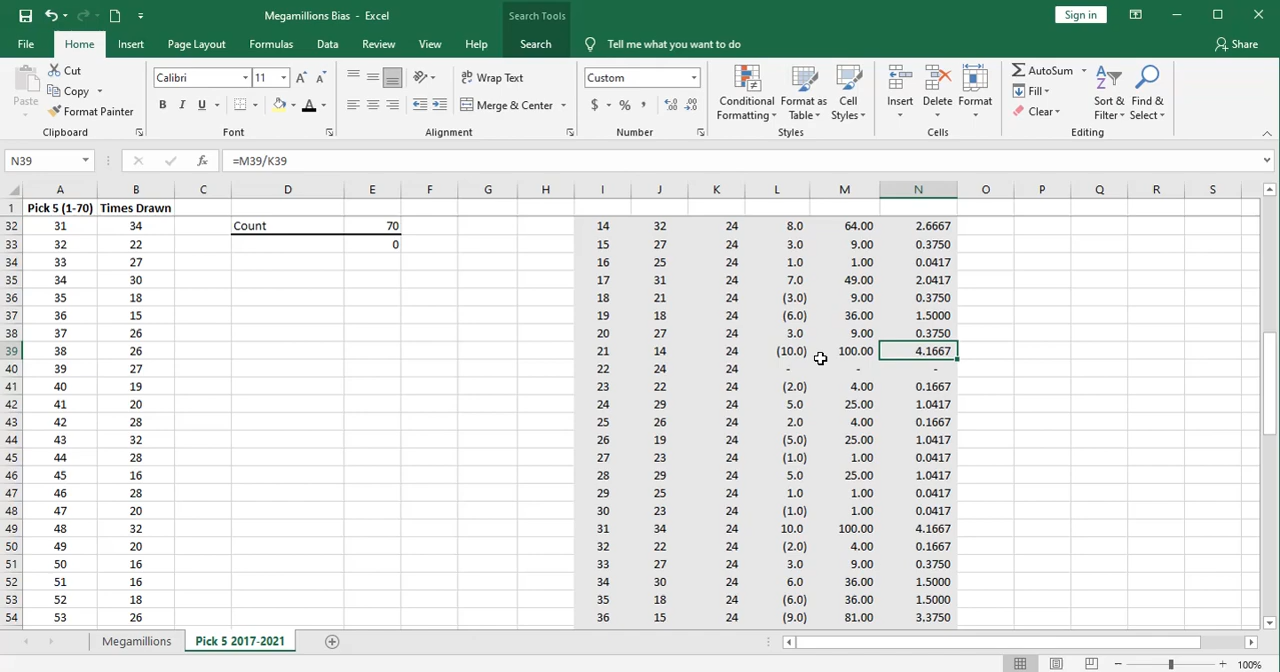 Megamillions Bias - Excel
Search Tools
Sign in
File Home Insert Page Layout Formulas Data Review View Help Search Tell me what you want to do Share
Paste
Cut
Copy
Format Painter
Clipboard
Calibri 11 A A
B I U A
Font
Wrap Text
Merge & Center
Alignment
Custom
$ % ,
Number
Conditional Formatting
Format as Table
Cell Styles
Styles
Insert Delete Format
Cells
AutoSum
Fill
Clear
Sort & Filter
Find & Select
Editing
N39 fx =M39/K39
A B C D E F G H I J K L M N O P Q R S
1 Pick 5 (1-70) Times Drawn
32 31 34 Count 70 14 32 24 8.0 64.00 2.6667
33 32 22 0 15 27 24 3.0 9.00 0.3750
34 33 27 16 25 24 1.0 1.00 0.0417
35 34 30 17 31 24 7.0 49.00 2.0417
36 35 18 18 21 24 (3.0) 9.00 0.3750
37 36 15 19 18 24 (6.0) 36.00 1.5000
38 37 26 20 27 24 3.0 9.00 0.3750
39 38 26 21 14 24 (10.0) 100.00 4.1667
40 39 27 22 24 24 - - -
41 40 19 23 22 24 (2.0) 4.00 0.1667
42 41 20 24 29 24 5.0 25.00 1.0417
43 42 28 25 26 24 2.0 4.00 0.1667
44 43 32 26 19 24 (5.0) 25.00 1.0417
45 44 28 27 23 24 (1.0) 1.00 0.0417
46 45 16 28 29 24 5.0 25.00 1.0417
47 46 28 29 25 24 1.0 1.00 0.0417
48 47 20 30 23 24 (1.0) 1.00 0.0417
49 48 32 31 34 24 10.0 100.00 4.1667
50 49 20 32 22 24 (2.0) 4.00 0.1667
51 50 16 33 27 24 3.0 9.00 0.3750
52 51 16 34 30 24 6.0 36.00 1.5000
53 52 18 35 18 24 (6.0) 36.00 1.5000
54 53 26 36 15 24 (9.0) 81.00 3.3750
Megamillions Pick 5 2017-2021
100%